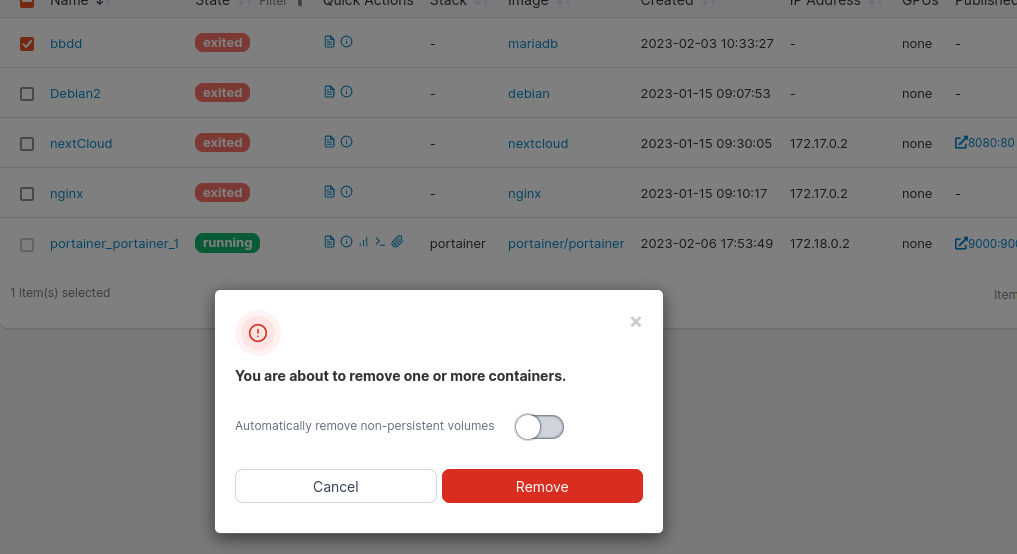 Name State Filter Quick Actions Stack Image Created IP Address GPUs Published
bbdd exited - mariadb 2023-02-03 10:33:27 - none -
Debian2 exited - debian 2023-01-15 09:07:53 - none -
nextCloud exited - nextcloud 2023-01-15 09:30:05 172.17.0.2 none 8080:80
nginx exited - nginx 2023-01-15 09:10:17 172.17.0.2 none -
portainer_portainer_1 running portainer portainer/portainer 2023-02-06 17:53:49 172.18.0.2 none 9000:900
1 item(s) selected
Item
You are about to remove one or more containers.
Automatically remove non-persistent volumes
Cancel Remove